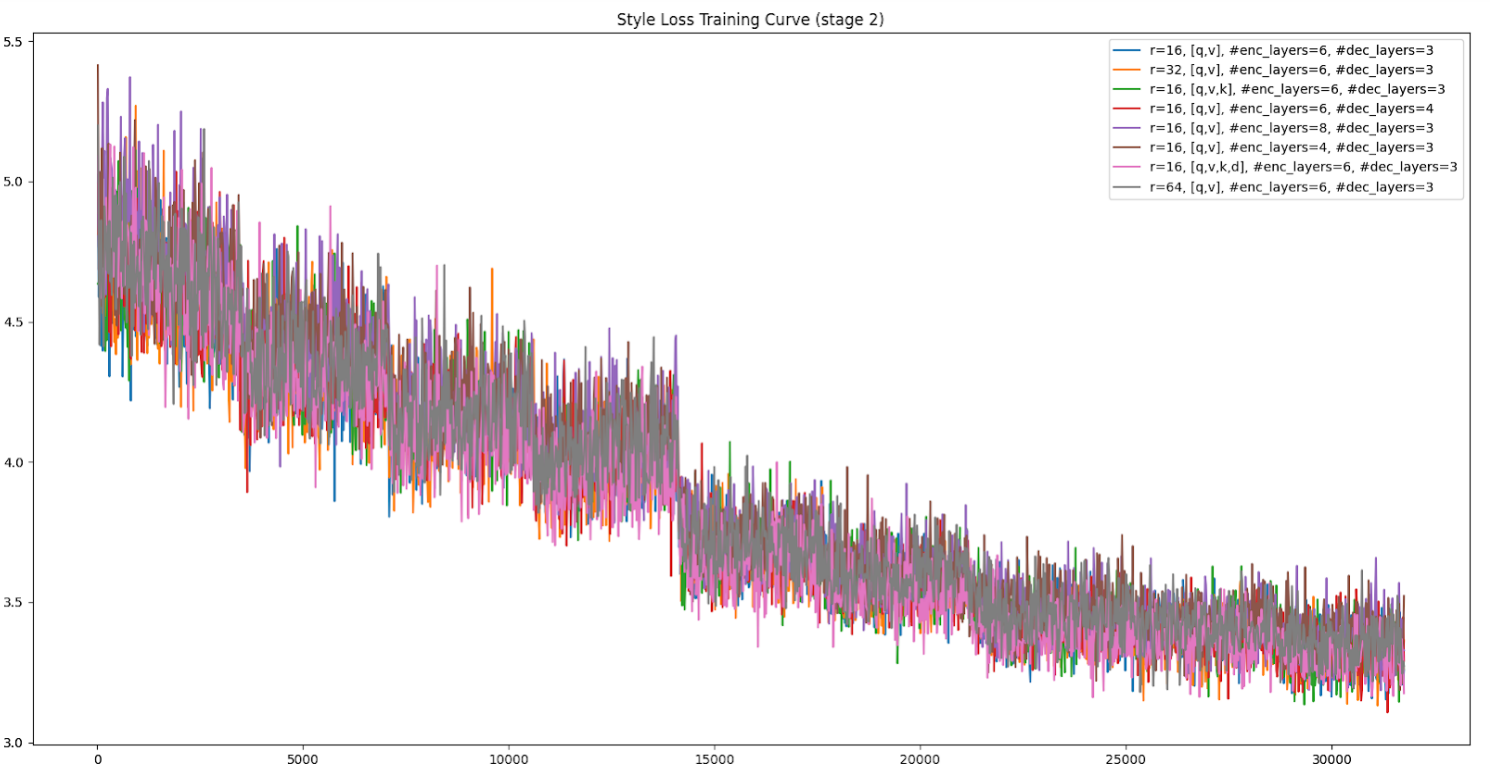 Style Loss Training Curve (stage 2)
5.5
5.0
4.5
4.0
3.5
3.0
r=16, [q,v], #enc_layers=6, #dec_layers=3
r=32, [q,v], #enc_layers=6, #dec_layers=3
r=16, [q,v,k], #enc_layers=6, #dec_layers=3
r=16, [q,v], #enc_layers=6, #dec_layers=4
r=16, [q,v], #enc_layers=8, #dec_layers=3
r=16, [q,v], #enc_layers=4, #dec_layers=3
r=16, [q,v,k,d], #enc_layers=6, #dec_layers=3
r=64, [q,v], #enc_layers=6, #dec_layers=3
0 5000 10000 15000 20000 25000 30000